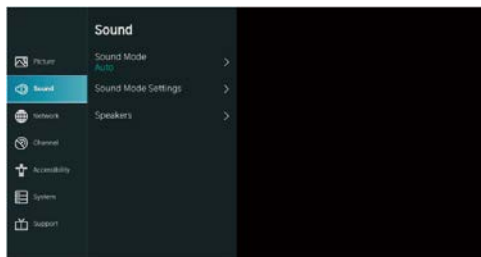 Sound
Picture
Sound
Network
Channel
Accessibility
System
Support
Sound Mode
Auto
Sound Mode Settings
Speakers